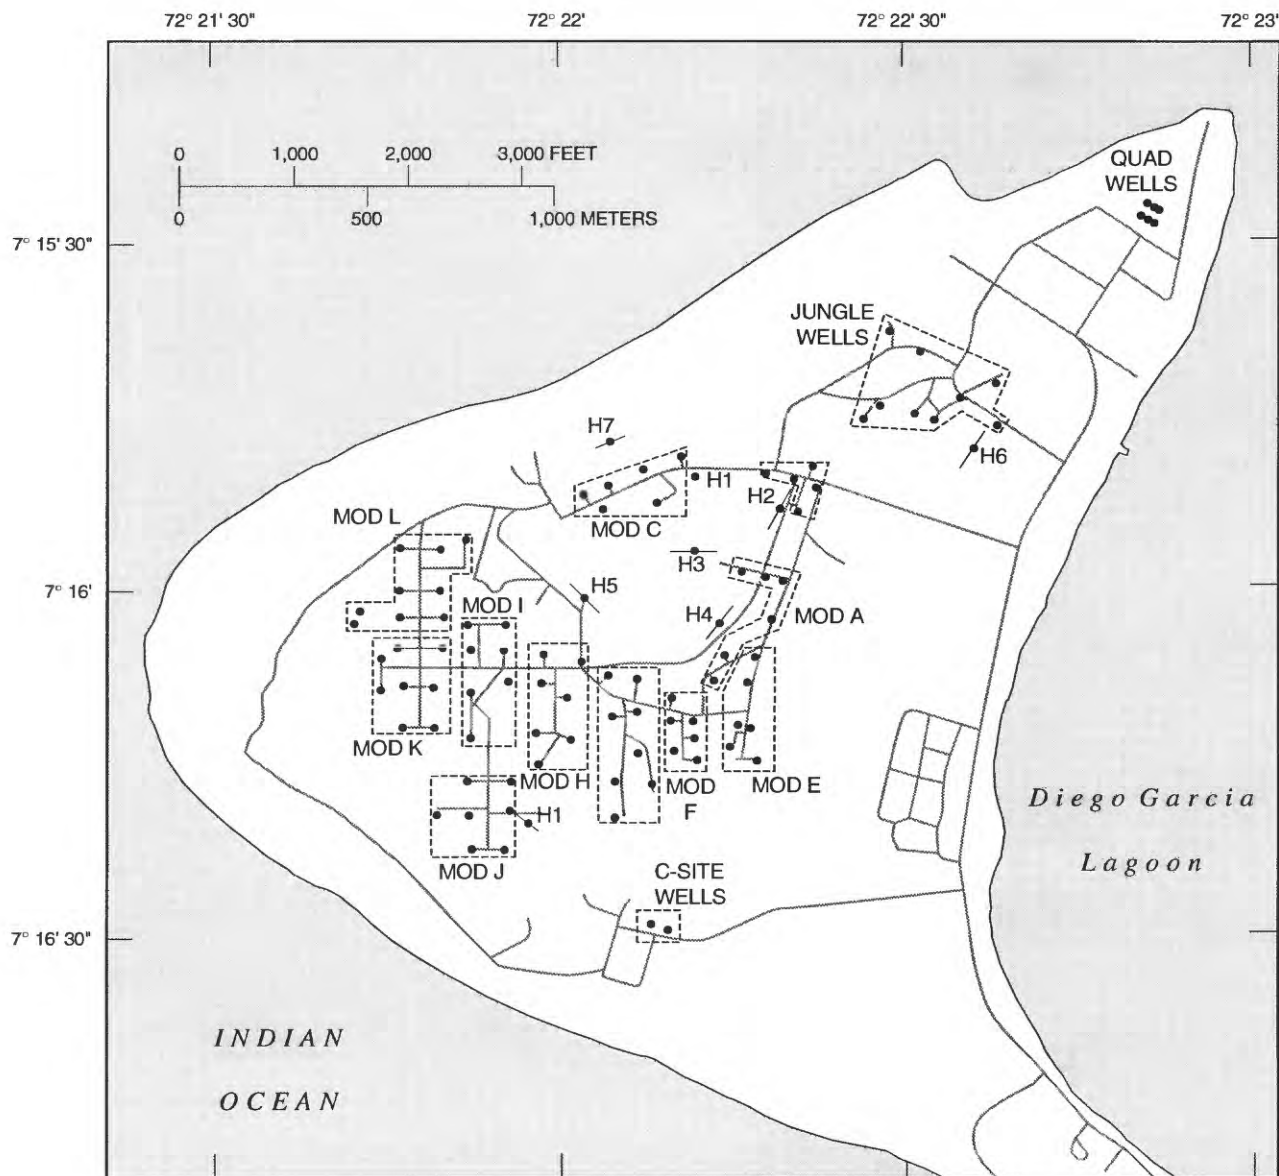 72° 21' 30"
72° 22'
72° 22' 30"
72° 23'
0 1,000 2,000 3,000 FEET
0 500 1,000 METERS
QUAD
WELLS
7° 15' 30"
JUNGLE
WELLS
H7
H6
H1
H2
MOD C
MOD L
H3
7° 16'
H5
MOD I
H4
MOD A
MOD K
MOD H
MOD
F
MOD E
Diego Garcia
Lagoon
H1
MOD J
C-SITE
WELLS
7° 16' 30"
INDIAN
OCEAN